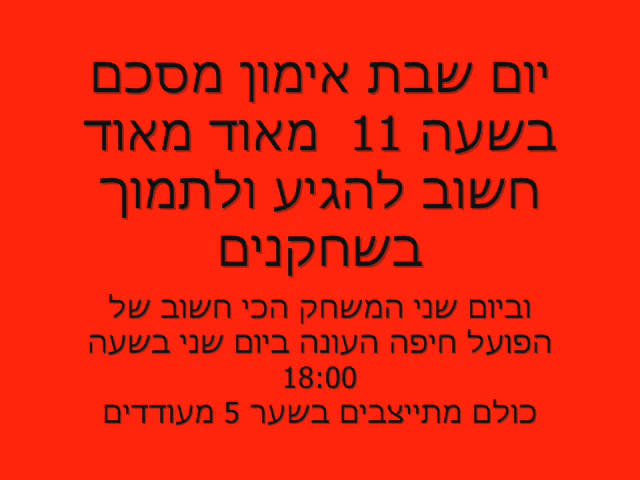 יום שבת אימון מסכם
בשעה 11 מאוד מאוד
חשוב להגיע ולתמוך
בשחקנים
וביום שני המשחק הכי חשוב של
הפועל חיפה העונה ביום שני בשעה
18:00
כולם מתייצבים בשער 5 מעודדים